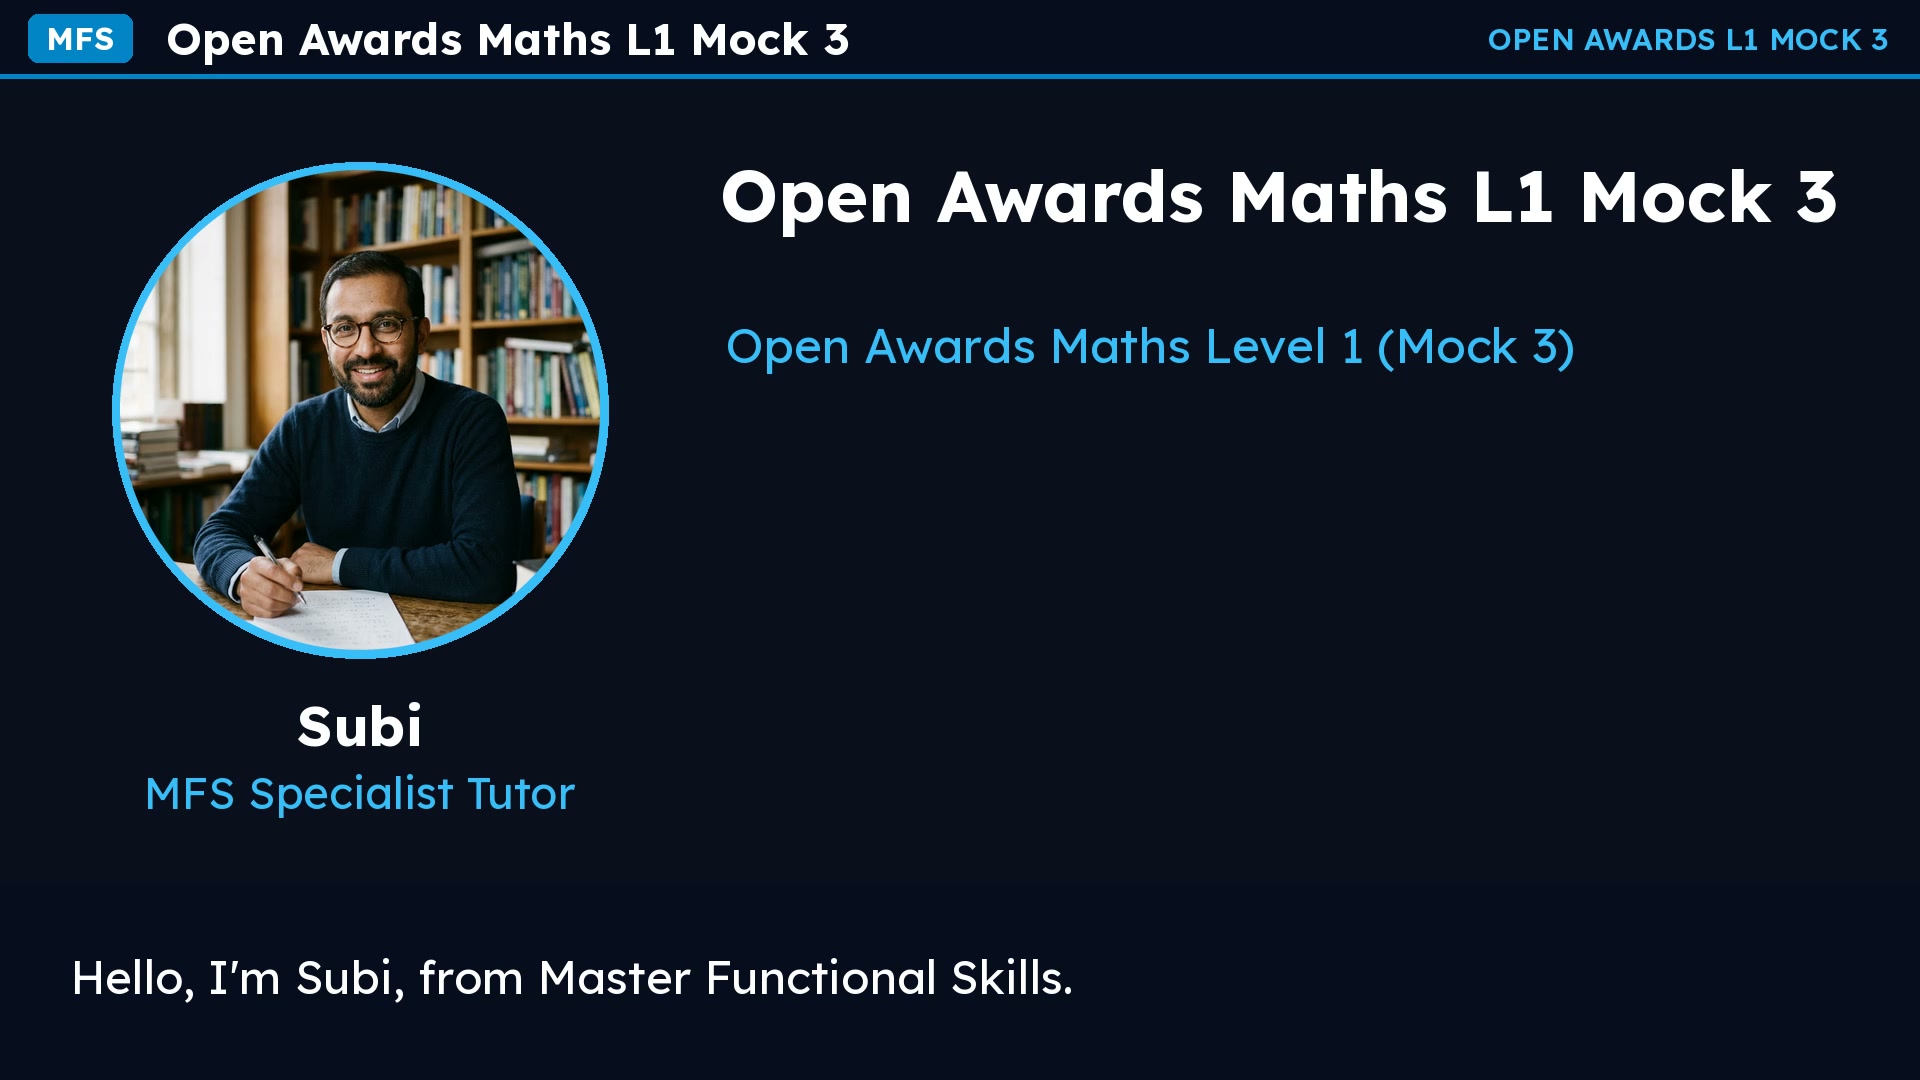 MFS
Open Awards Maths L1 Mock 3
OPEN AWARDS L1 MOCK 3
Open Awards Maths L1 Mock 3
Open Awards Maths Level 1 (Mock 3)
Subi
MFS Specialist Tutor
Hello, I'm Subi, from Master Functional Skills.